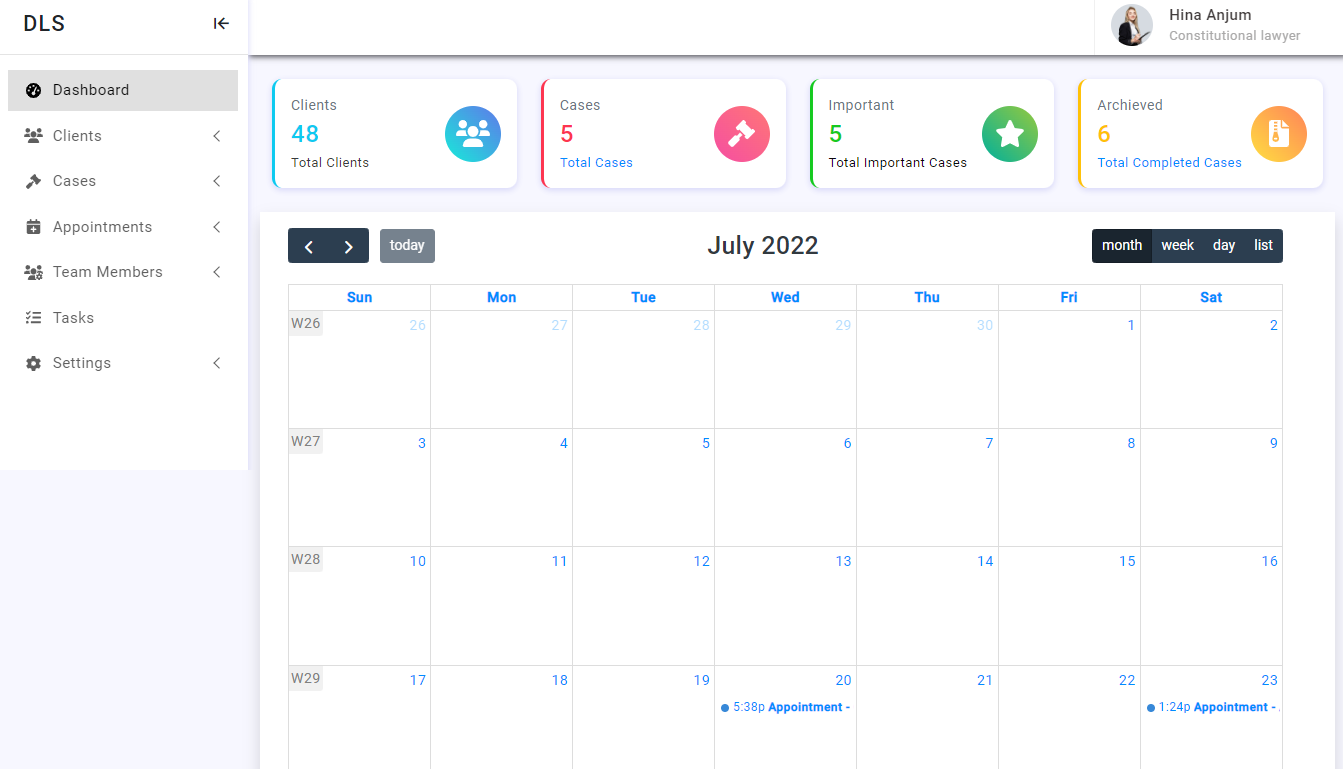 DLS
Hina Anjum
Constitutional lawyer
Dashboard
Clients
Cases
Appointments
Team Members
Tasks
Settings
Clients
48
Total Clients
Cases
5
Total Cases
Important
5
Total Important Cases
Archieved
6
Total Completed Cases
today
July 2022
month week day list
Sun Mon Tue Wed Thu Fri Sat
W26 26 27 28 29 30 1 2
W27 3 4 5 6 7 8 9
W28 10 11 12 13 14 15 16
W29 17 18 19 20 21 22 23
5:38p Appointment - 1:24p Appointment -